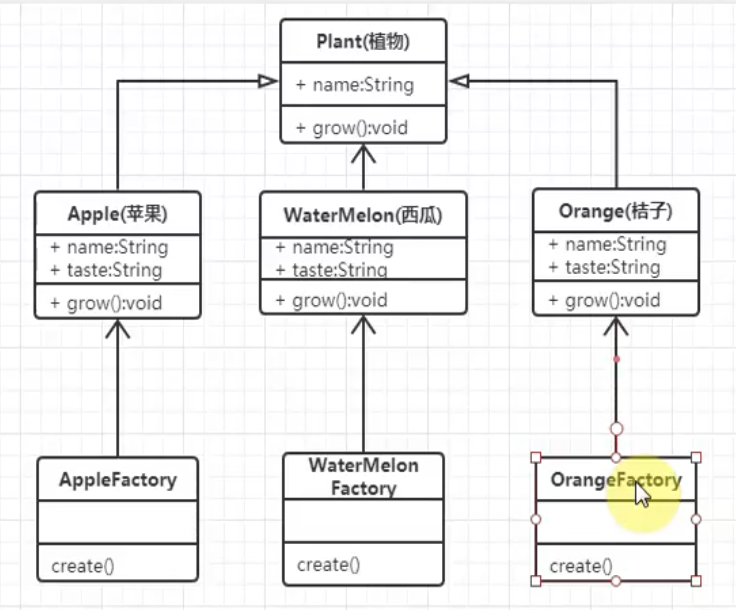 Plant(植物)
+ name:String
+ grow():void
Apple(苹果)
+ name:String
+ taste:String
+ grow():void
WaterMelon(西瓜)
+ name:String
+ taste:String
+ grow():void
Orange(桔子)
+ name:String
+ taste:String
+ grow():void
AppleFactory
create()
WaterMelon
Factory
create()
OrangeFactory
create()